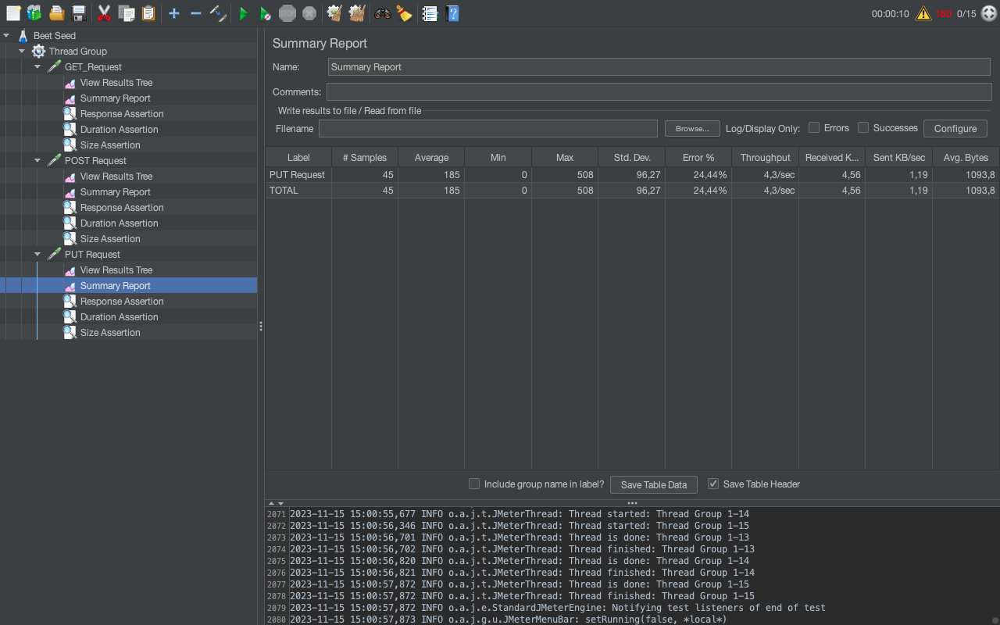 STOP
00:00:10 180 0/15
Beet Seed
Thread Group
GET_Request
View Results Tree
Summary Report
Response Assertion
Duration Assertion
Size Assertion
POST Request
View Results Tree
Summary Report
Response Assertion
Duration Assertion
Size Assertion
PUT Request
View Results Tree
Summary Report
Response Assertion
Duration Assertion
Size Assertion
Summary Report
Name: Summary Report
Comments:
Write results to file / Read from file
Filename Browse... Log/Display Only: Errors Successes Configure
Label # Samples Average Min Max Std. Dev. Error % Throughput Received K... Sent KB/sec Avg. Bytes
PUT Request 45 185 0 508 96,27 24,44% 4,3/sec 4,56 1,19 1093,8
TOTAL 45 185 0 508 96,27 24,44% 4,3/sec 4,56 1,19 1093,8
Include group name in label? Save Table Data Save Table Header
2071 2023-11-15 15:00:55,677 INFO o.a.j.t.JMeterThread: Thread started: Thread Group 1-14
2072 2023-11-15 15:00:56,346 INFO o.a.j.t.JMeterThread: Thread started: Thread Group 1-15
2073 2023-11-15 15:00:56,701 INFO o.a.j.t.JMeterThread: Thread is done: Thread Group 1-13
2074 2023-11-15 15:00:56,702 INFO o.a.j.t.JMeterThread: Thread finished: Thread Group 1-13
2075 2023-11-15 15:00:56,820 INFO o.a.j.t.JMeterThread: Thread is done: Thread Group 1-14
2076 2023-11-15 15:00:56,821 INFO o.a.j.t.JMeterThread: Thread finished: Thread Group 1-14
2077 2023-11-15 15:00:57,872 INFO o.a.j.t.JMeterThread: Thread is done: Thread Group 1-15
2078 2023-11-15 15:00:57,872 INFO o.a.j.t.JMeterThread: Thread finished: Thread Group 1-15
2079 2023-11-15 15:00:57,872 INFO o.a.j.e.StandardJMeterEngine: Notifying test listeners of end of test
2080 2023-11-15 15:00:57,873 INFO o.a.j.g.u.JMeterMenuBar: setRunning(false, *local*)